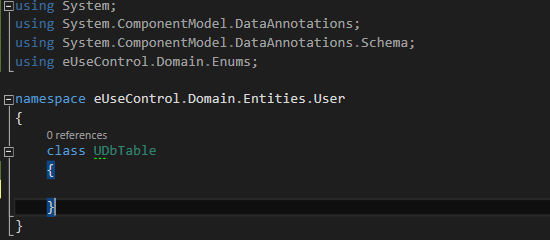 using System;
using System.ComponentModel.DataAnnotations;
using System.ComponentModel.DataAnnotations.Schema;
using eUseControl.Domain.Enums;
namespace eUseControl.Domain.Entities.User
{
0 references
class UDbTable
{
}
}